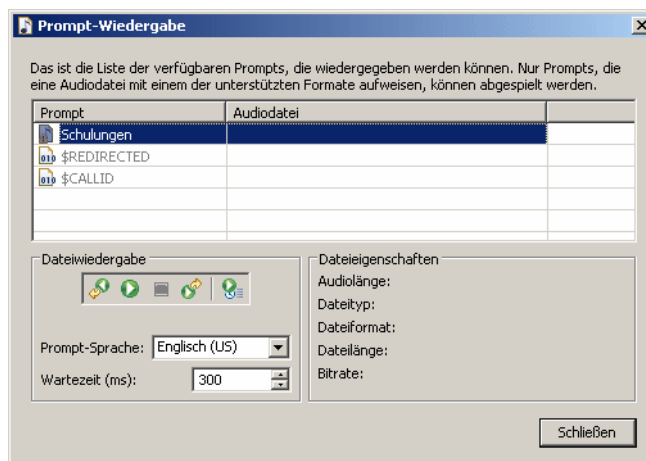 Prompt-Wiedergabe
Das ist die Liste der verfügbaren Prompts, die wiedergegeben werden können. Nur Prompts, die
eine Audiodatei mit einem der unterstützten Formate aufweisen, können abgespielt werden.
Prompt Audiodatei
Schulungen
$REDIRECTED
$CALLID
Dateiwiedergabe
Prompt-Sprache: Englisch (US)
Wartezeit (ms): 300
Dateieigenschaften
Audiolänge:
Dateityp:
Dateiformat:
Dateilänge:
Bitrate:
Schließen